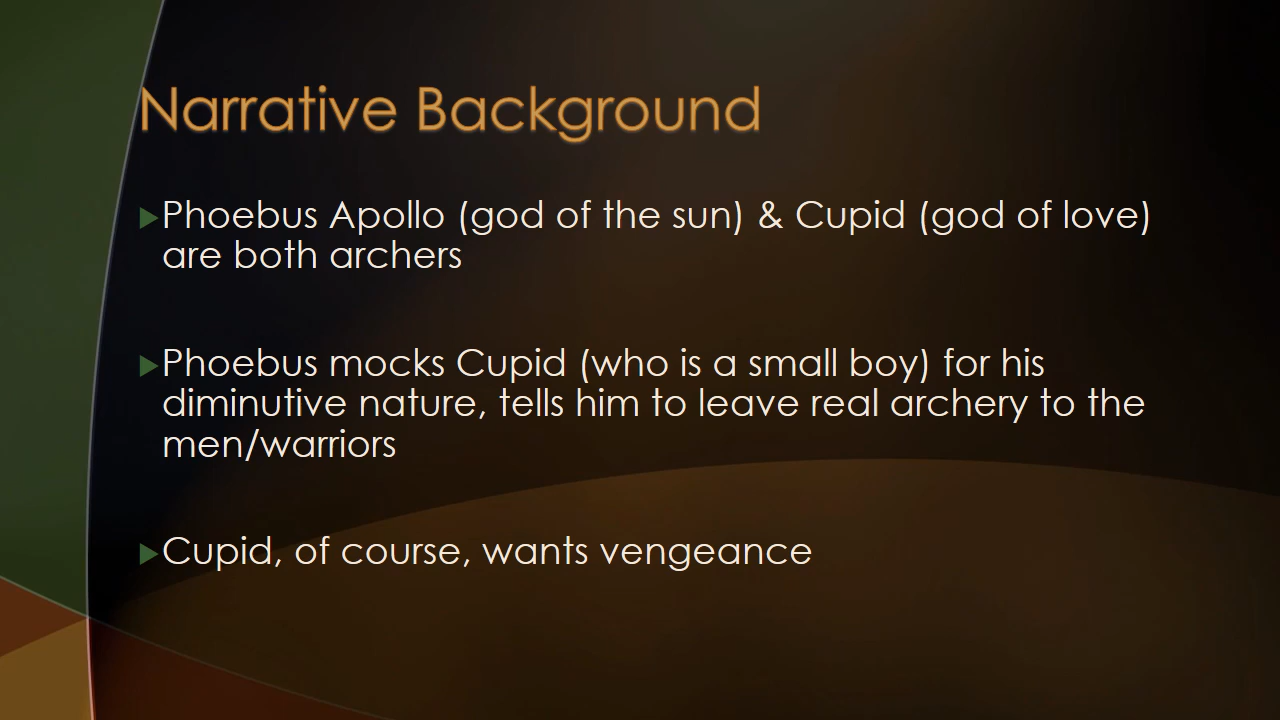 Narrative Background
Phoebus Apollo (god of the sun) & Cupid (god of love)
are both archers
Phoebus mocks Cupid (who is a small boy) for his
diminutive nature, tells him to leave real archery to the
men/warriors
Cupid, of course, wants vengeance